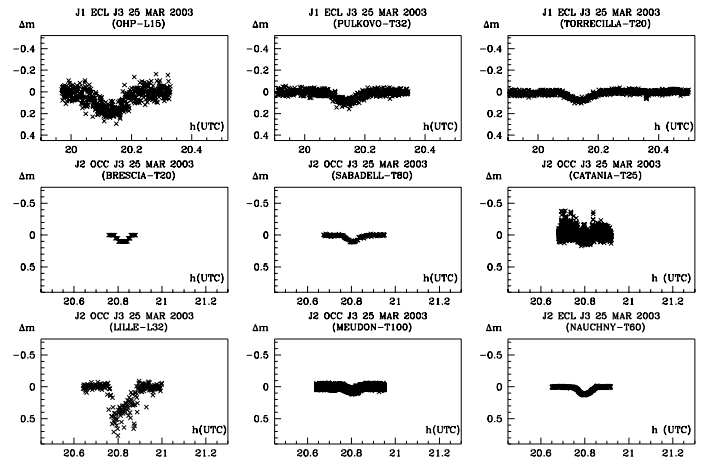 J1 ECL J3 25 MAR 2003
(OHP-L15)
Δm
-0.4
-0.2
0
0.2
0.4
h(UTC)
20 20.2 20.4
J1 ECL J3 25 MAR 2003
(PULKOVO-T32)
Δm
-0.4
-0.2
0
0.2
0.4
h(UTC)
20 20.2 20.4
J1 ECL J3 25 MAR 2003
(TORRECILLA-T20)
Δm
-0.4
-0.2
0
0.2
0.4
h (UTC)
20 20.2 20.4
J2 OCC J3 25 MAR 2003
(BRESCIA-T20)
Δm
-0.5
0
0.5
h(UTC)
20.6 20.8 21 21.2
J2 OCC J3 25 MAR 2003
(SABADELL-T80)
Δm
-0.5
0
0.5
h(UTC)
20.6 20.8 21 21.2
J2 OCC J3 25 MAR 2003
(CATANIA-T25)
Δm
-0.5
0
0.5
h (UTC)
20.6 20.8 21 21.2
J2 OCC J3 25 MAR 2003
(LILLE-L32)
Δm
-0.5
0
0.5
h(UTC)
20.6 20.8 21 21.2
J2 OCC J3 25 MAR 2003
(MEUDON-T100)
Δm
-0.5
0
0.5
h(UTC)
20.6 20.8 21 21.2
J2 ECL J3 25 MAR 2003
(NAUCHNY-T60)
Δm
-0.5
0
0.5
h (UTC)
20.6 20.8 21 21.2